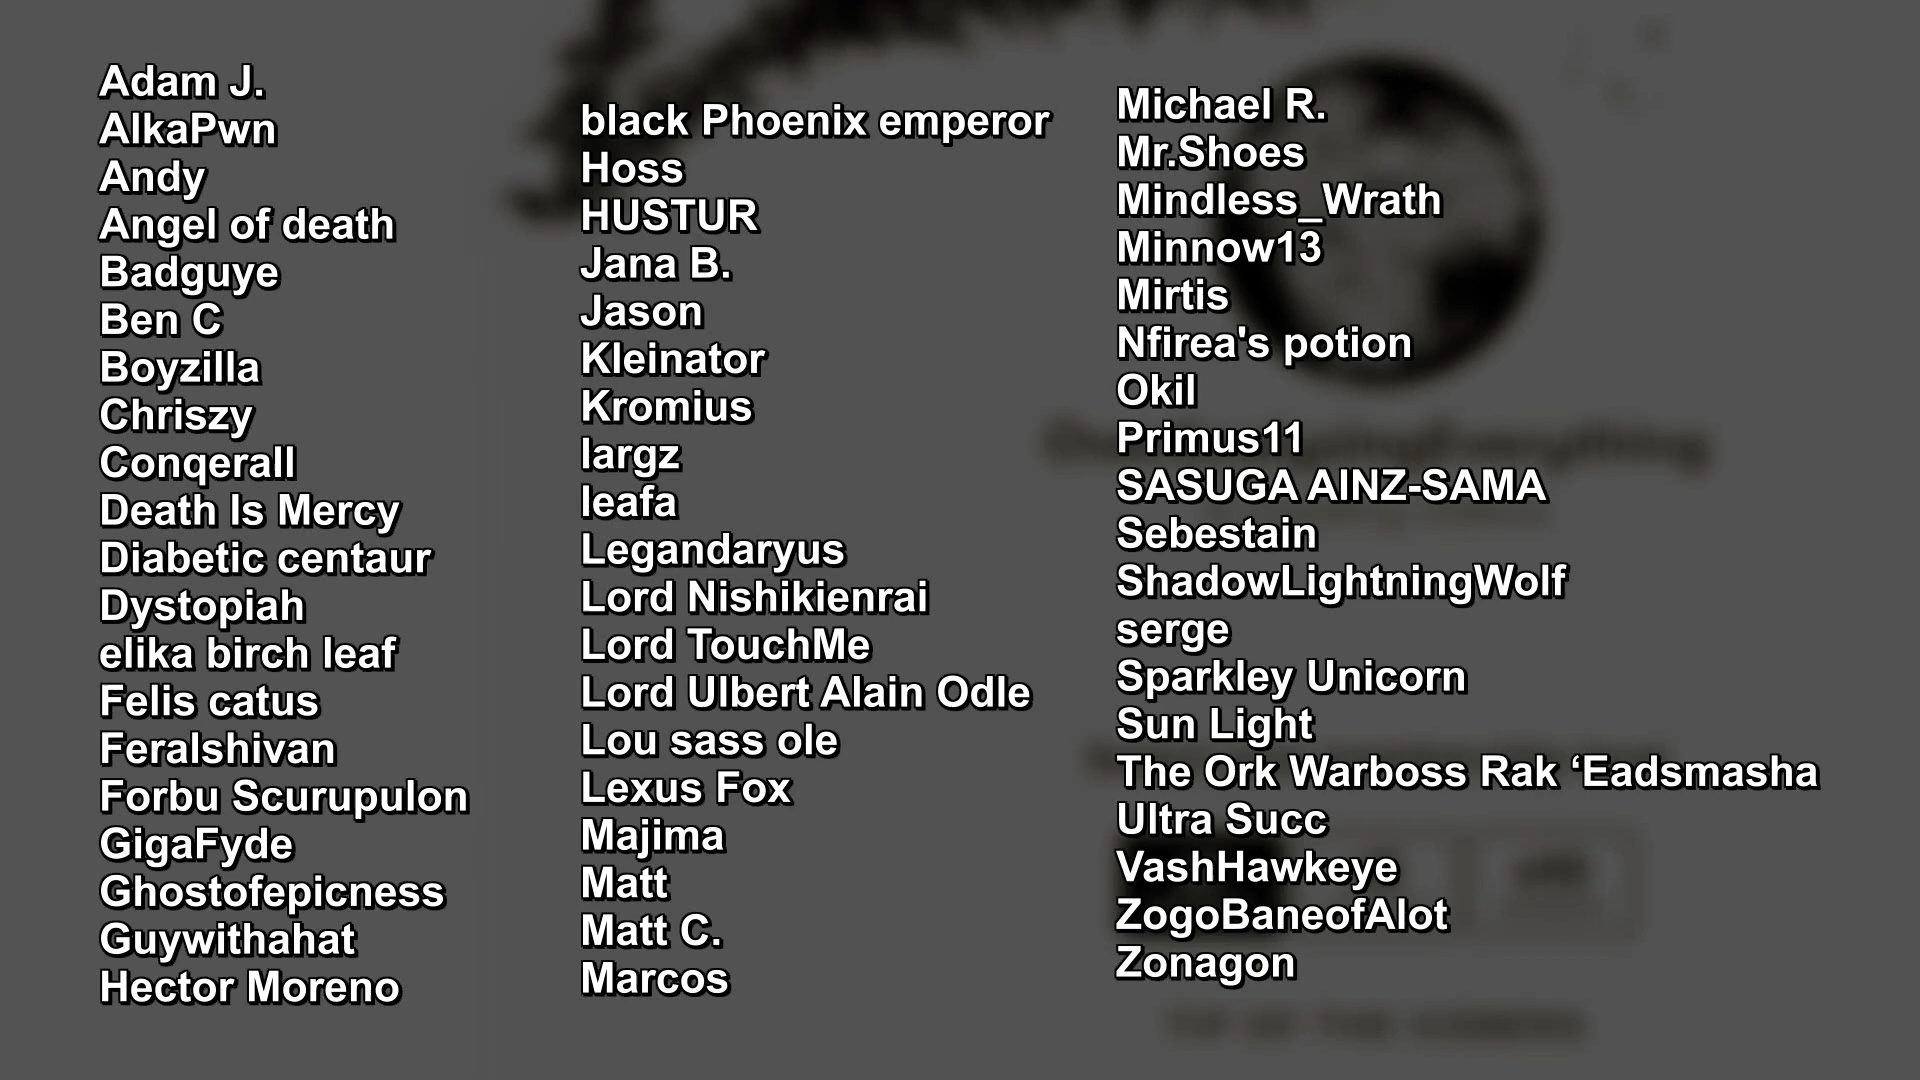 Adam J.
AlkaPwn
Andy
Angel of death
Badguye
Ben C
Boyzilla
Chriszy
Conqerall
Death Is Mercy
Diabetic centaur
Dystopiah
elika birch leaf
Felis catus
Feralshivan
Forbu Scurupulon
GigaFyde
Ghostofepicness
Guywithahat
Hector Moreno
black Phoenix emperor
Hoss
HUSTUR
Jana B.
Jason
Kleinator
Kromius
largz
leafa
Legandaryus
Lord Nishikienrai
Lord TouchMe
Lord Ulbert Alain Odle
Lou sass ole
Lexus Fox
Majima
Matt
Matt C.
Marcos
Michael R.
Mr.Shoes
Mindless_Wrath
Minnow13
Mirtis
Nfirea's potion
Okil
Primus11
SASUGA AINZ-SAMA
Sebestain
ShadowLightningWolf
serge
Sparkley Unicorn
Sun Light
The Ork Warboss Rak ‘Eadsmasha
Ultra Succ
VashHawkeye
ZogoBaneofAlot
Zonagon